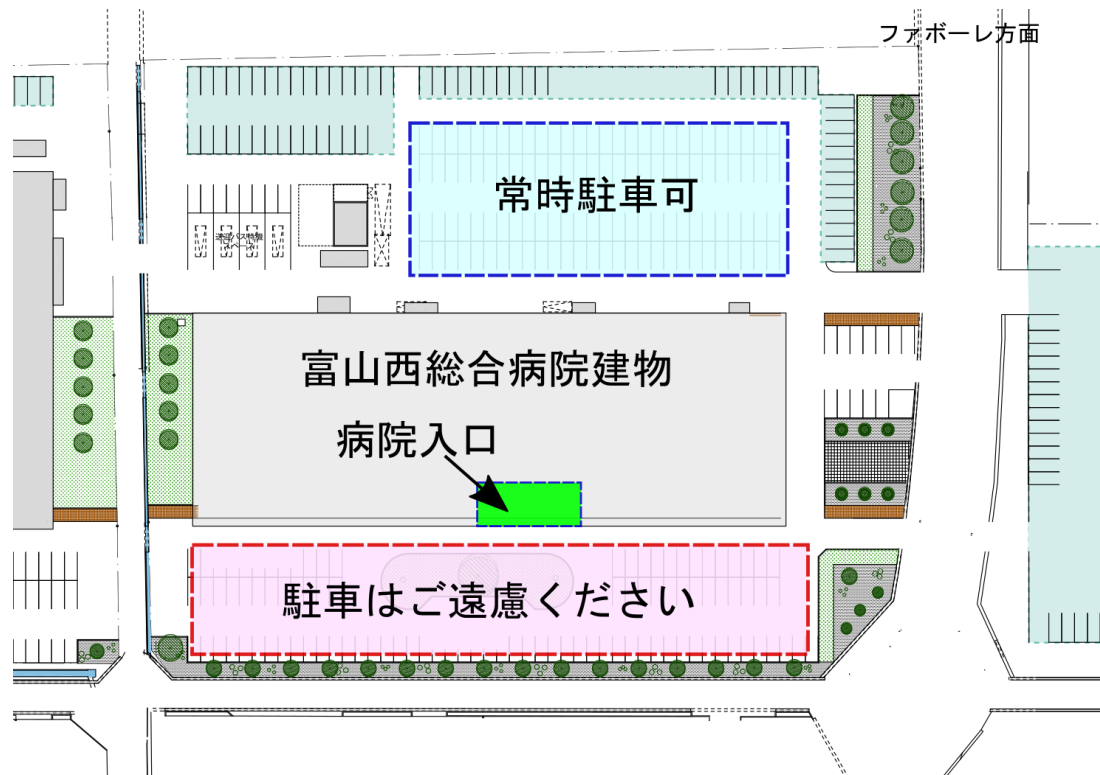 ファボーレ方面
常時駐車可
富山西総合病院建物
病院入口
駐車はご遠慮ください